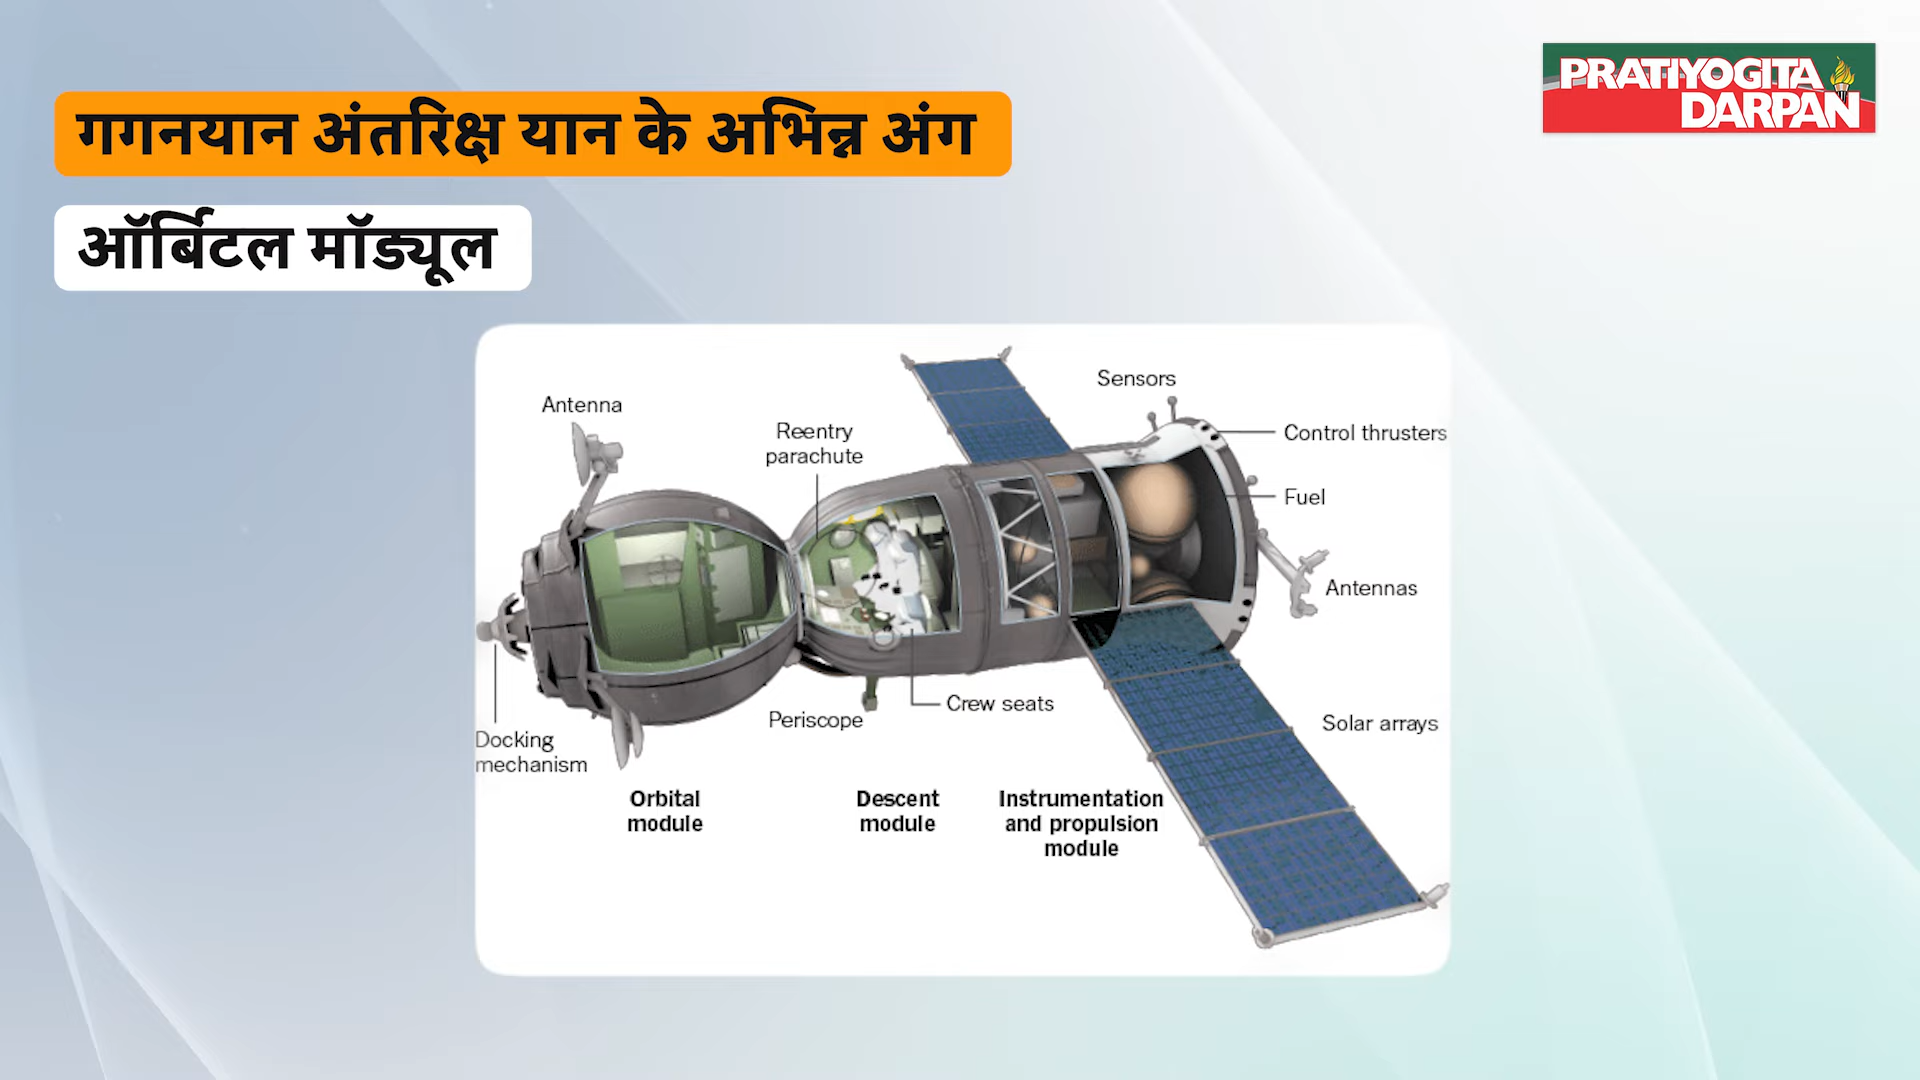 गगनयान अंतरिक्ष यान के अभिन्न अंग
PRATIYOGITA
DARPAN
ऑर्बिटल मॉड्यूल
Sensors
Antenna
Reentry
parachute
Control thrusters
Fuel
Antennas
Crew seats
Periscope
Solar arrays
Docking
mechanism
Orbital
module
Descent
module
Instrumentation
and propulsion
module